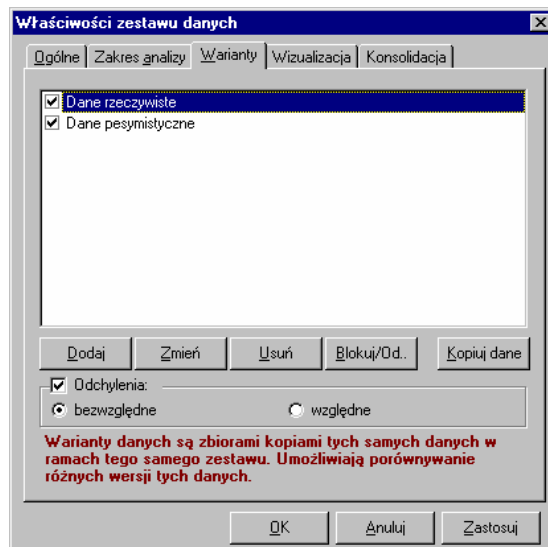 Właściwości zestawu danych
Ogólne Zakres analizy Warianty Wizualizacja Konsolidacja
Dane rzeczywiste
Dane pesymistyczne
Dodaj Zmień Usuń Blokuj/Od.. Kopiuj dane
Odchylenia:
bezwzględne względne
Warianty danych są zbiorami kopiami tych samych danych w
ramach tego samego zestawu. Umożliwiają porównywanie
różnych wersji tych danych.
OK Anuluj Zastosuj